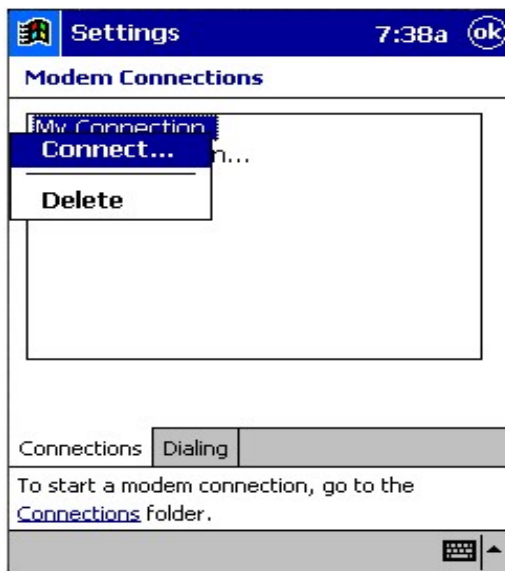 Settings 7:38a ok
Modem Connections
My Connection
Connect...
Delete
Connections Dialing
To start a modem connection, go to the
Connections folder.